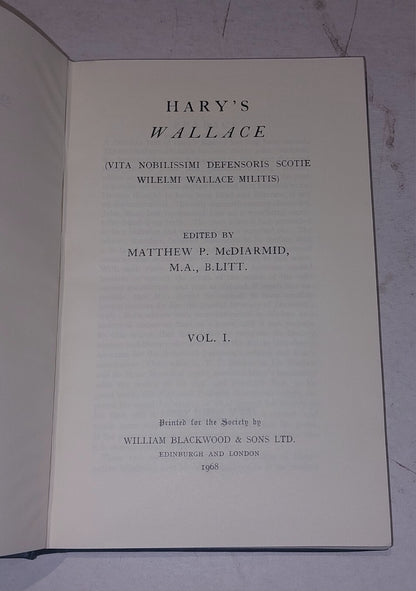 HARY'S
WALLACE
(VITA NOBILISSIMI DEFENSORIS SCOTIE
WILELMI WALLACE MILITIS)
EDITED BY
MATTHEW P. McDIARMID,
M.A., B.LITT.
VOL. I.
Printed for the Society by
WILLIAM BLACKWOOD & SONS LTD.
EDINBURGH AND LONDON
1968